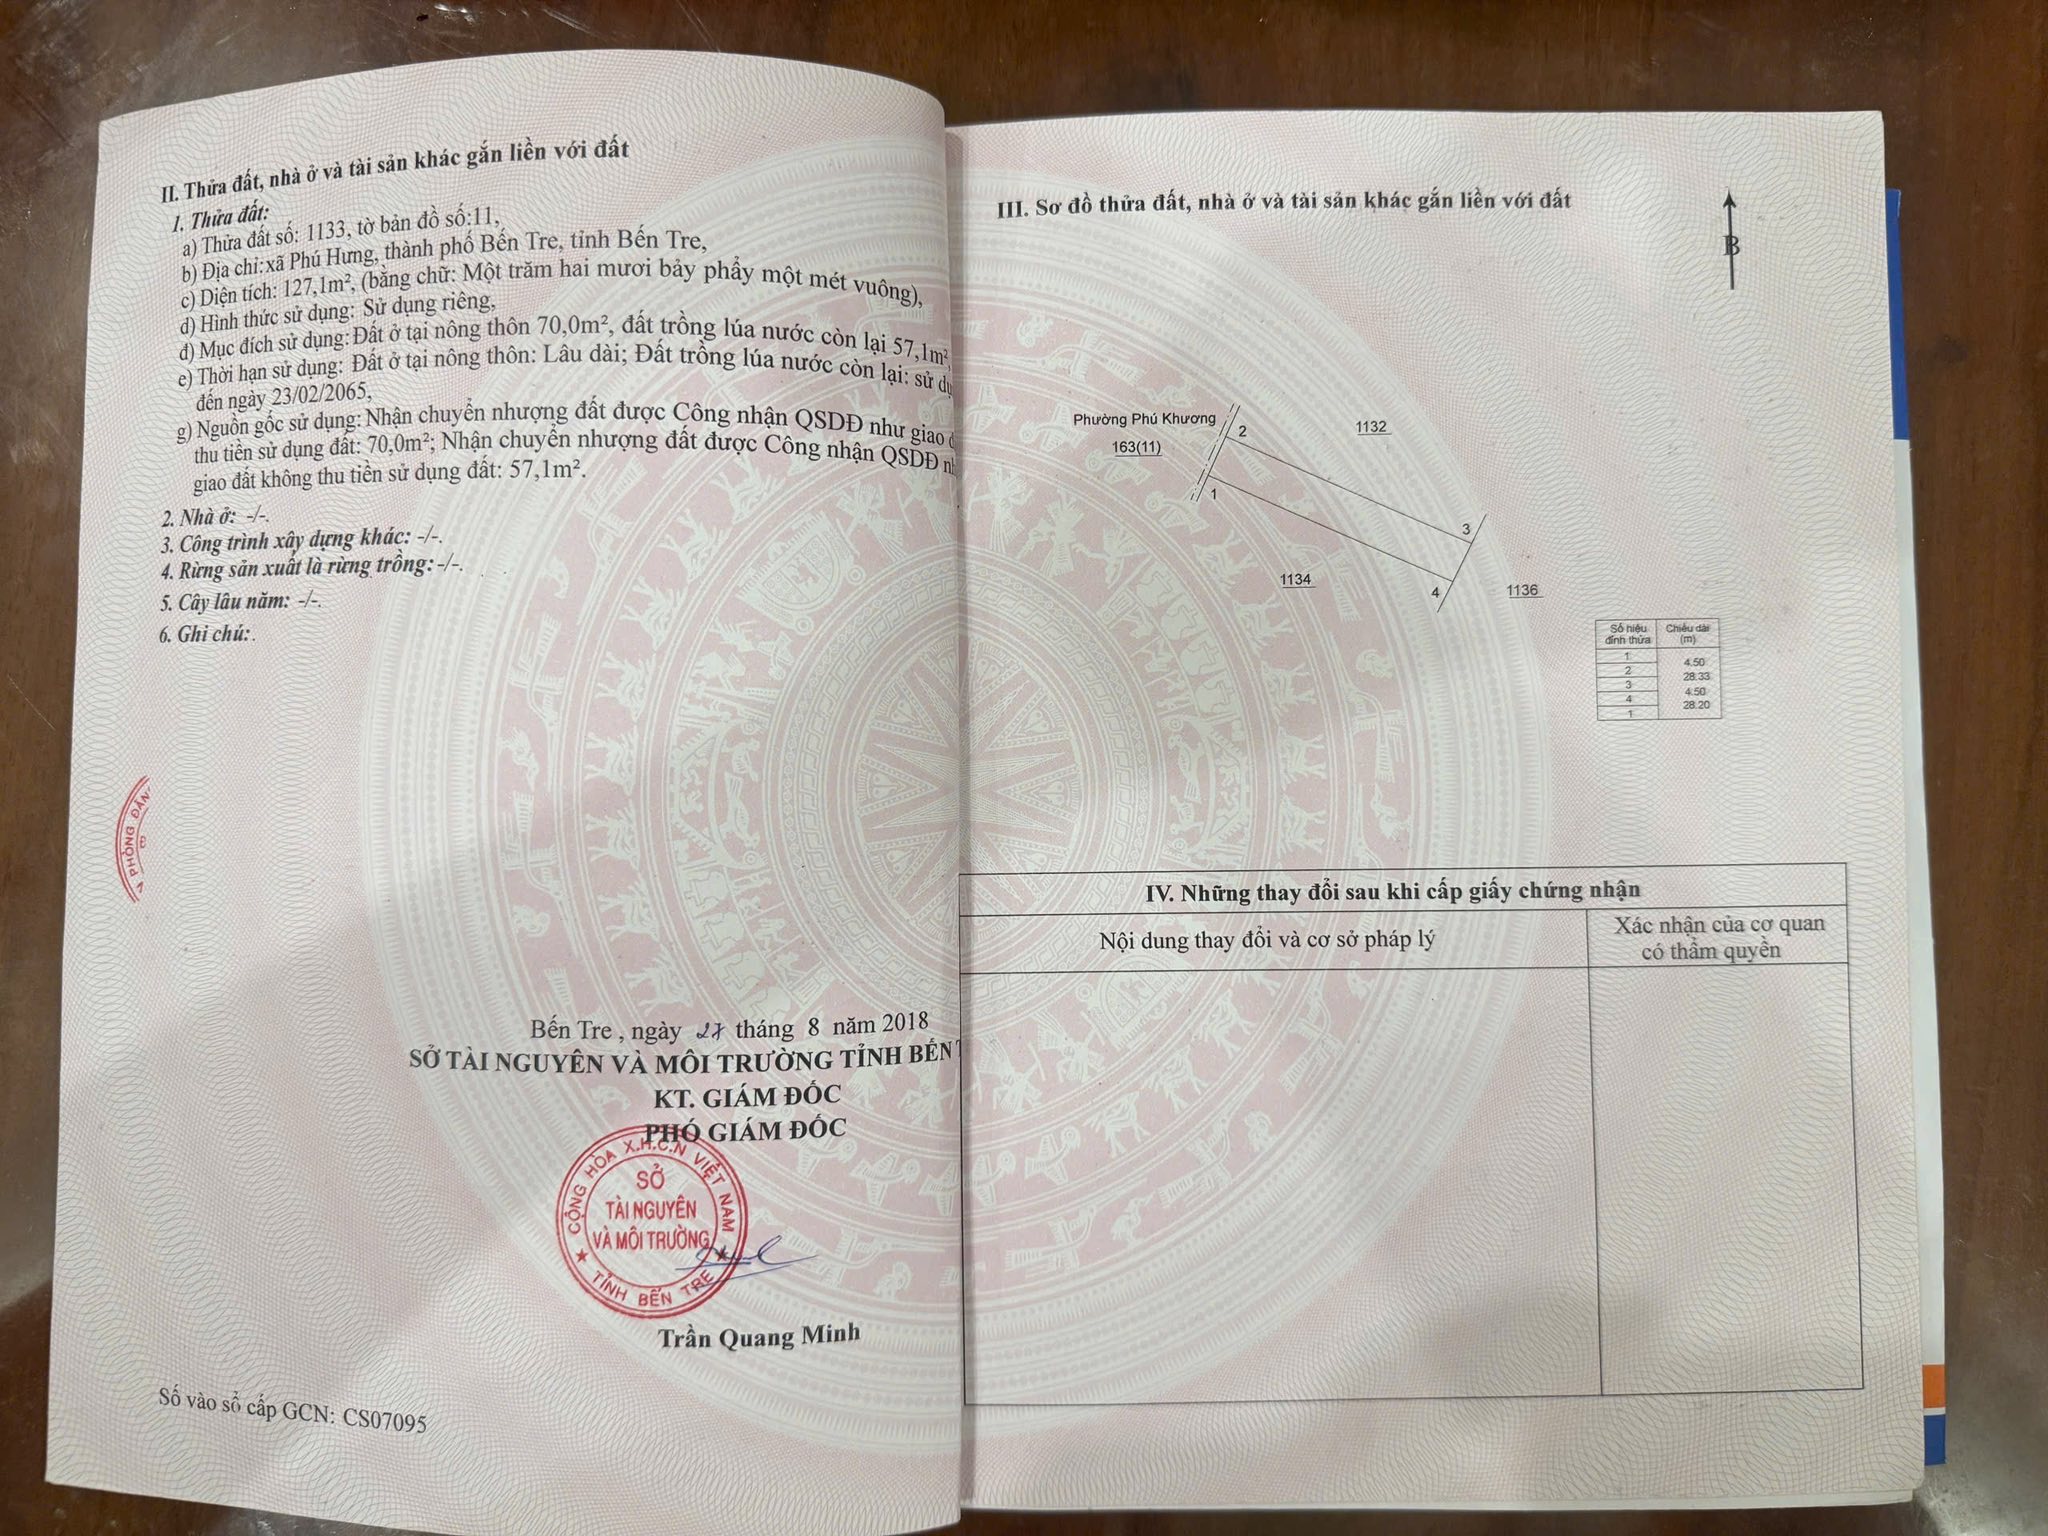 II. Thửa đất, nhà ở và tài sản khác gắn liền với đất
1. Thửa đất:
a) Thửa đất số: 1133, tờ bản đồ số:11,
b) Địa chỉ: xã Phú Hưng, thành phố Bến Tre, tỉnh Bến Tre,
c) Diện tích: 127,1m², (bằng chữ: Một trăm hai mươi bảy phẩy một mét vuông),
d) Hình thức sử dụng: Sử dụng riêng,
đ) Mục đích sử dụng: Đất ở tại nông thôn 70,0m², đất trồng lúa nước còn lại 57,1m²,
e) Thời hạn sử dụng: Đất ở tại nông thôn: Lâu dài; Đất trồng lúa nước còn lại: sử
đến ngày 23/02/2065,
g) Nguồn gốc sử dụng: Nhận chuyển nhượng đất được Công nhận QSDĐ như giao
thu tiền sử dụng đất: 70,0m²; Nhận chuyển nhượng đất được Công nhận QSDĐ
giao đất không thu tiền sử dụng đất: 57,1m².
2. Nhà ở: -/-.
3. Công trình xây dựng khác: -/-.
4. Rừng sản xuất là rừng trồng: -/-.
5. Cây lâu năm: -/-.
6. Ghi chú: .
PHÒNG ĐĂN
Bến Tre , ngày 27 tháng 8 năm 2018
SỞ TÀI NGUYÊN VÀ MÔI TRƯỜNG TỈNH BẾN
KT. GIÁM ĐỐC
PHÓ GIÁM ĐỐC
CỘNG HÒA X.H.C.N VIỆT NAM
SỞ
TÀI NGUYÊN
VÀ MÔI TRƯỜNG
TỈNH BẾN TRE
Trần Quang Minh
Số vào sổ cấp GCN: CS07095
III. Sơ đồ thửa đất, nhà ở và tài sản khác gắn liền với đất
B
Phường Phú Khương
163(11)
2
1132
1
3
1134
4
1136
Số hiệu đỉnh thửa Chiều dài (m)
1
4.50
2
28.33
3
4.50
4
28.20
1
IV. Những thay đổi sau khi cấp giấy chứng nhận
Nội dung thay đổi và cơ sở pháp lý
Xác nhận của cơ quan
có thẩm quyền